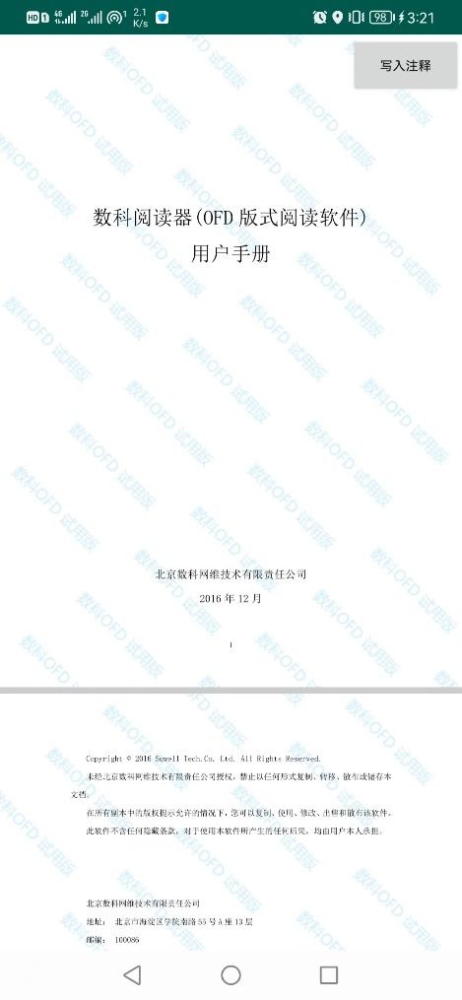 HD 1 4G 2G 1 2.1 K/s 98 3:21
写入注释
数科阅读器(OFD 版式阅读软件)
用户手册
北京数科网维技术有限责任公司
2016 年 12 月
1
Copyright © 2016 Suwell Tech.Co. Ltd. All Rights Reserved.
未经北京数科网维技术有限责任公司授权，禁止以任何形式复制、转移、散布或储存本
文档。
在所有副本中的版权提示允许的情况下，您可以复制、使用、修改、出售和散布该软件。
此软件不含任何隐藏条款，对于使用本软件所产生的任何后果，均由用户本人承担。
北京数科网维技术有限责任公司
地址： 北京市海淀区学院南路 55 号 A 座 13 层
邮编： 100086
数科OFD 试用版